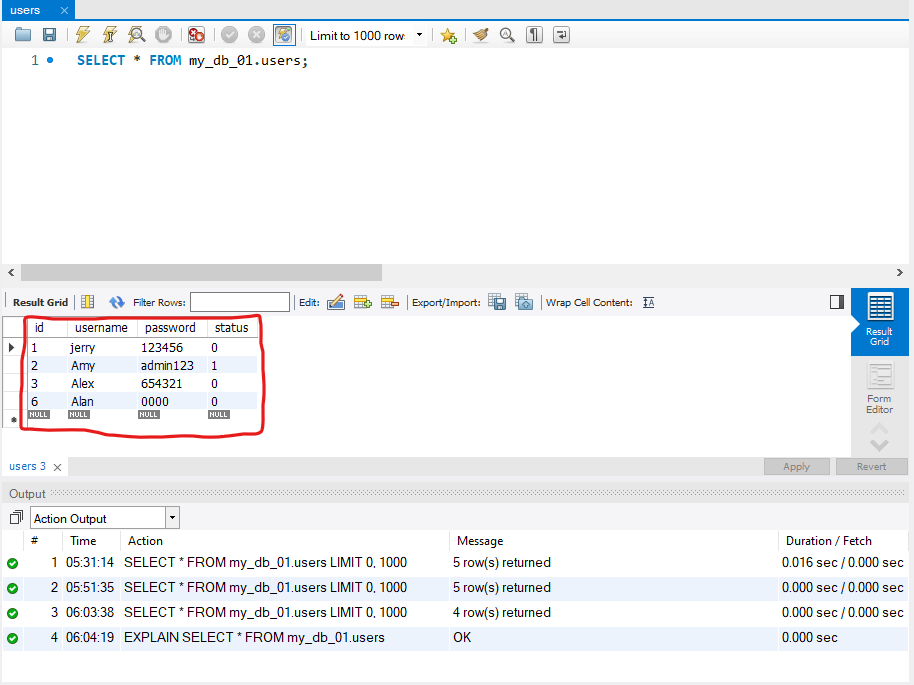 users
Limit to 1000 rows
1 SELECT * FROM my_db_01.users;
Result Grid Filter Rows: Edit: Export/Import: Wrap Cell Content:
id username password status
1 jerry 123456 0
2 Amy admin123 1
3 Alex 654321 0
6 Alan 0000 0
NULL NULL NULL NULL
Result
Grid
Form
Editor
users 3 Apply Revert
Output
Action Output
# Time Action Message Duration / Fetch
1 05:31:14 SELECT * FROM my_db_01.users LIMIT 0, 1000 5 row(s) returned 0.016 sec / 0.000 sec
2 05:51:35 SELECT * FROM my_db_01.users LIMIT 0, 1000 5 row(s) returned 0.000 sec / 0.000 sec
3 06:03:38 SELECT * FROM my_db_01.users LIMIT 0, 1000 4 row(s) returned 0.000 sec / 0.000 sec
4 06:04:19 EXPLAIN SELECT * FROM my_db_01.users OK 0.000 sec